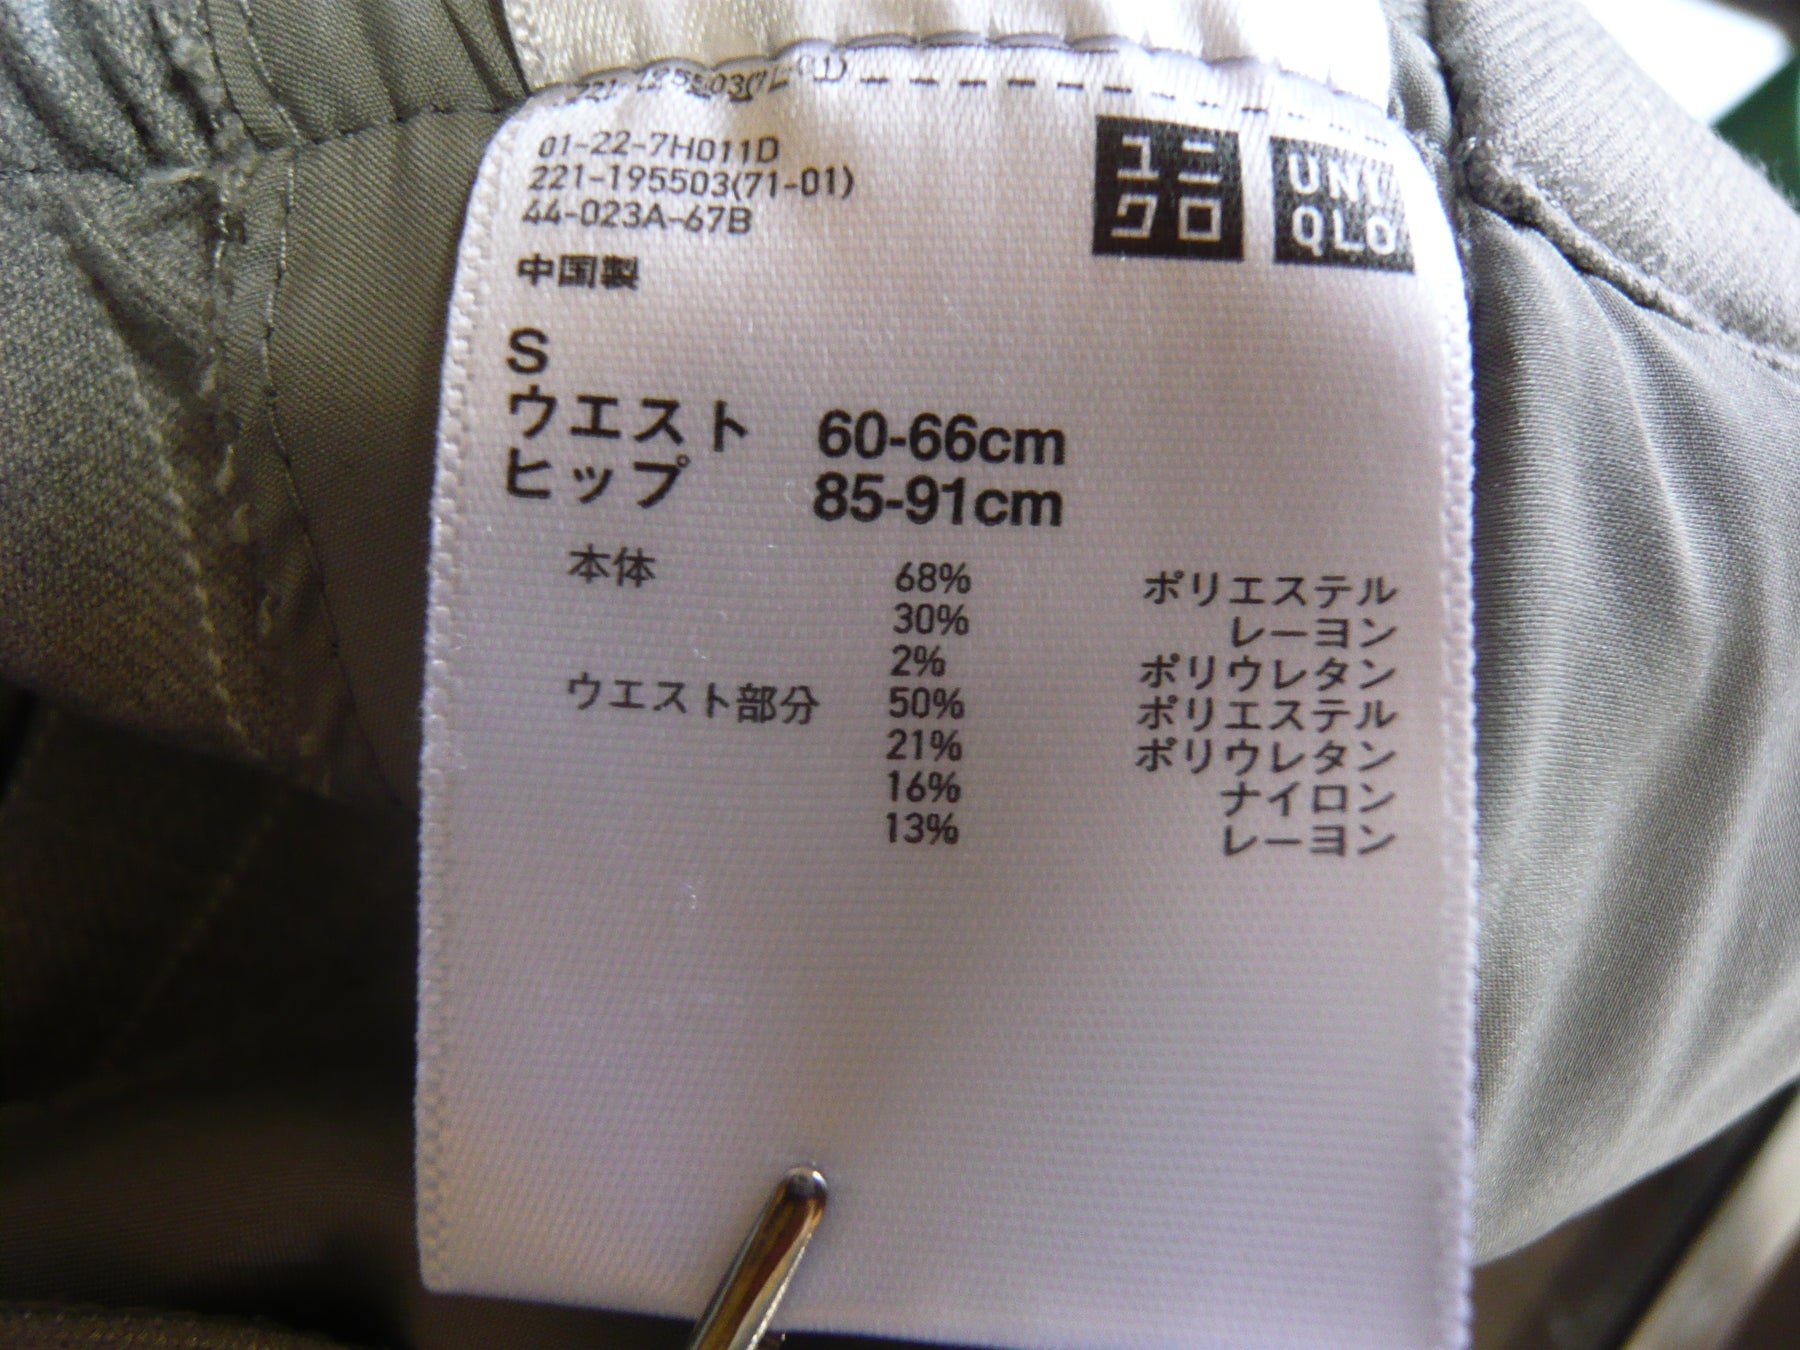 221-195503(71-01)
01-22-7H011D
221-195503(71-01)
44-023A-67B
中国製
ユニ
クロ
UNI
QLO
S
ウエスト 60-66cm
ヒップ 85-91cm
本体 68% ポリエステル
30% レーヨン
2% ポリウレタン
ウエスト部分 50% ポリエステル
21% ポリウレタン
16% ナイロン
13% レーヨン